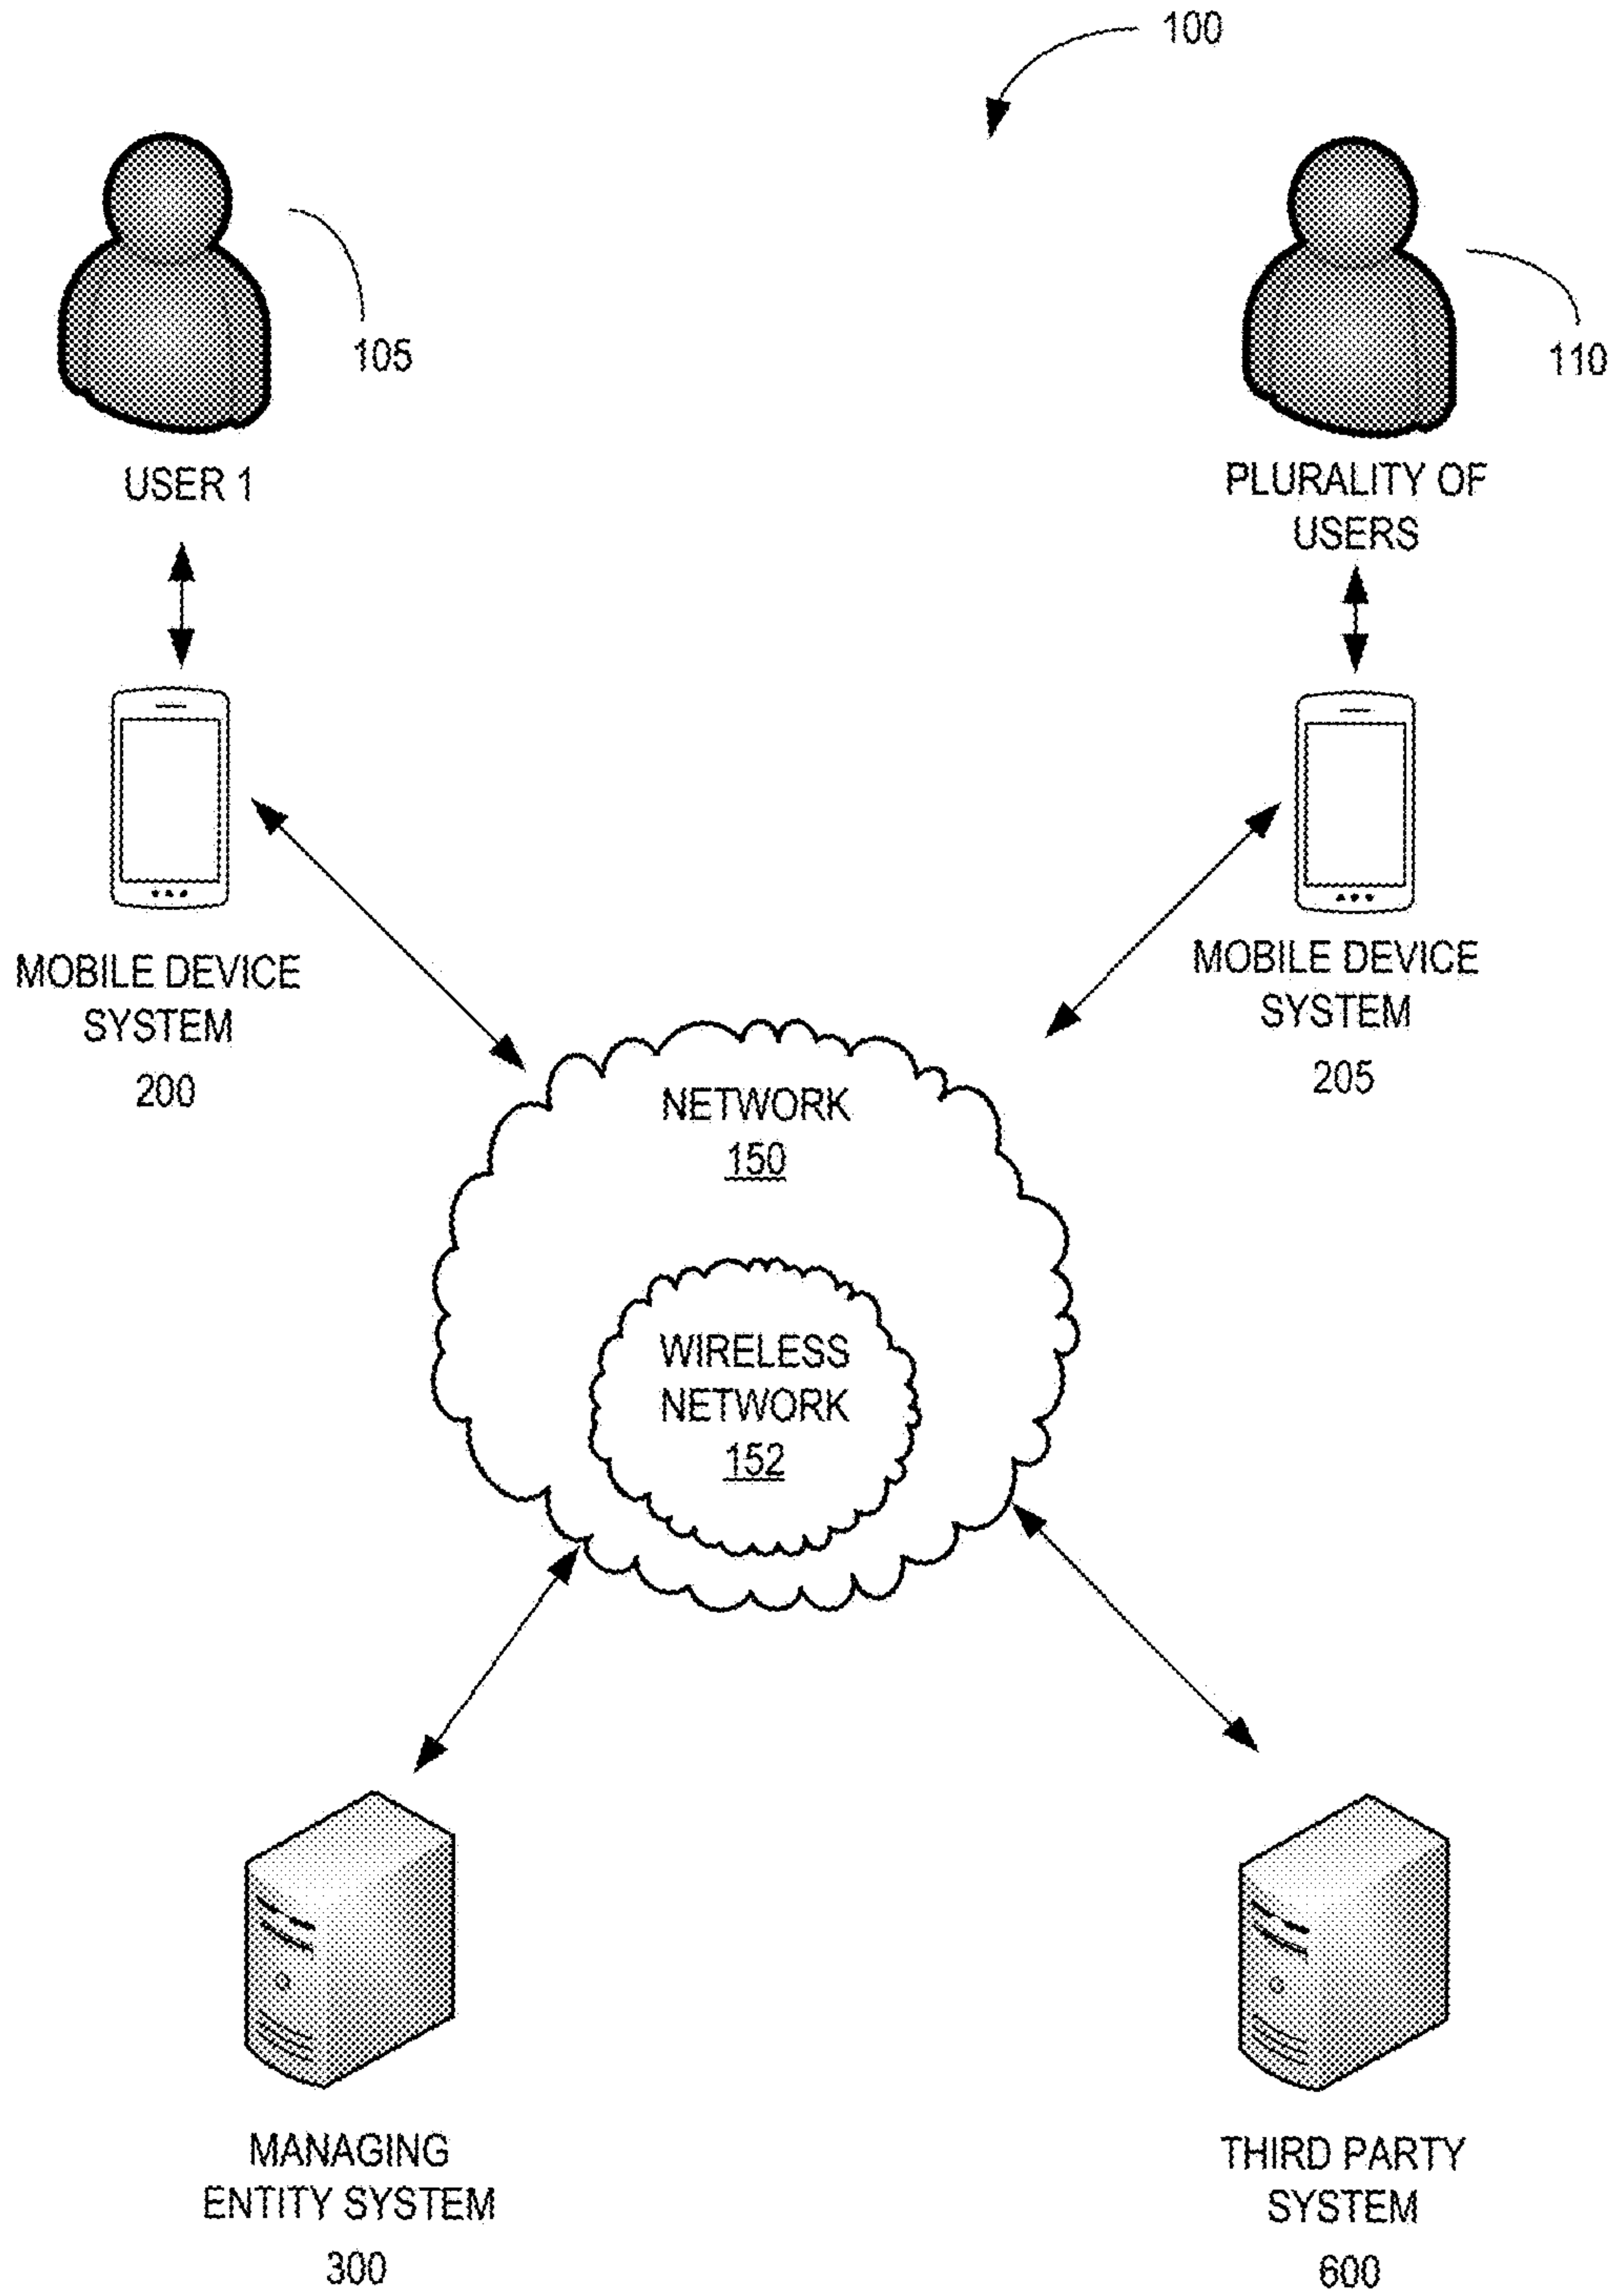 100
105
110
USER 1
PLURALITY OF
USERS
MOBILE DEVICE
SYSTEM
200
MOBILE DEVICE
SYSTEM
205
NETWORK
150
WIRELESS
NETWORK
152
MANAGING
ENTITY SYSTEM
300
THIRD PARTY
SYSTEM
600